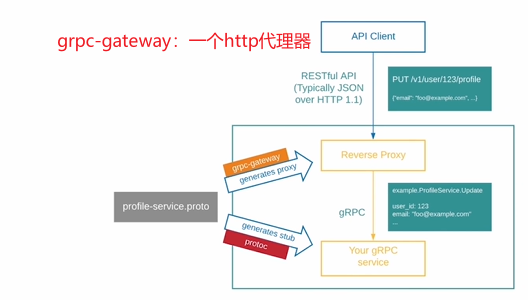 grpc-gateway：一个http代理器
API Client
RESTful API
(Typically JSON
over HTTP 1.1)
PUT /v1/user/123/profile
{"email": "foo@example.com", ...}
grpc-gateway
generates proxy
Reverse Proxy
profile-service.proto
gRPC
example.ProfileService.Update
user_id: 123
email: "foo@example.com"
...
generates stub
protoc
Your gRPC
service